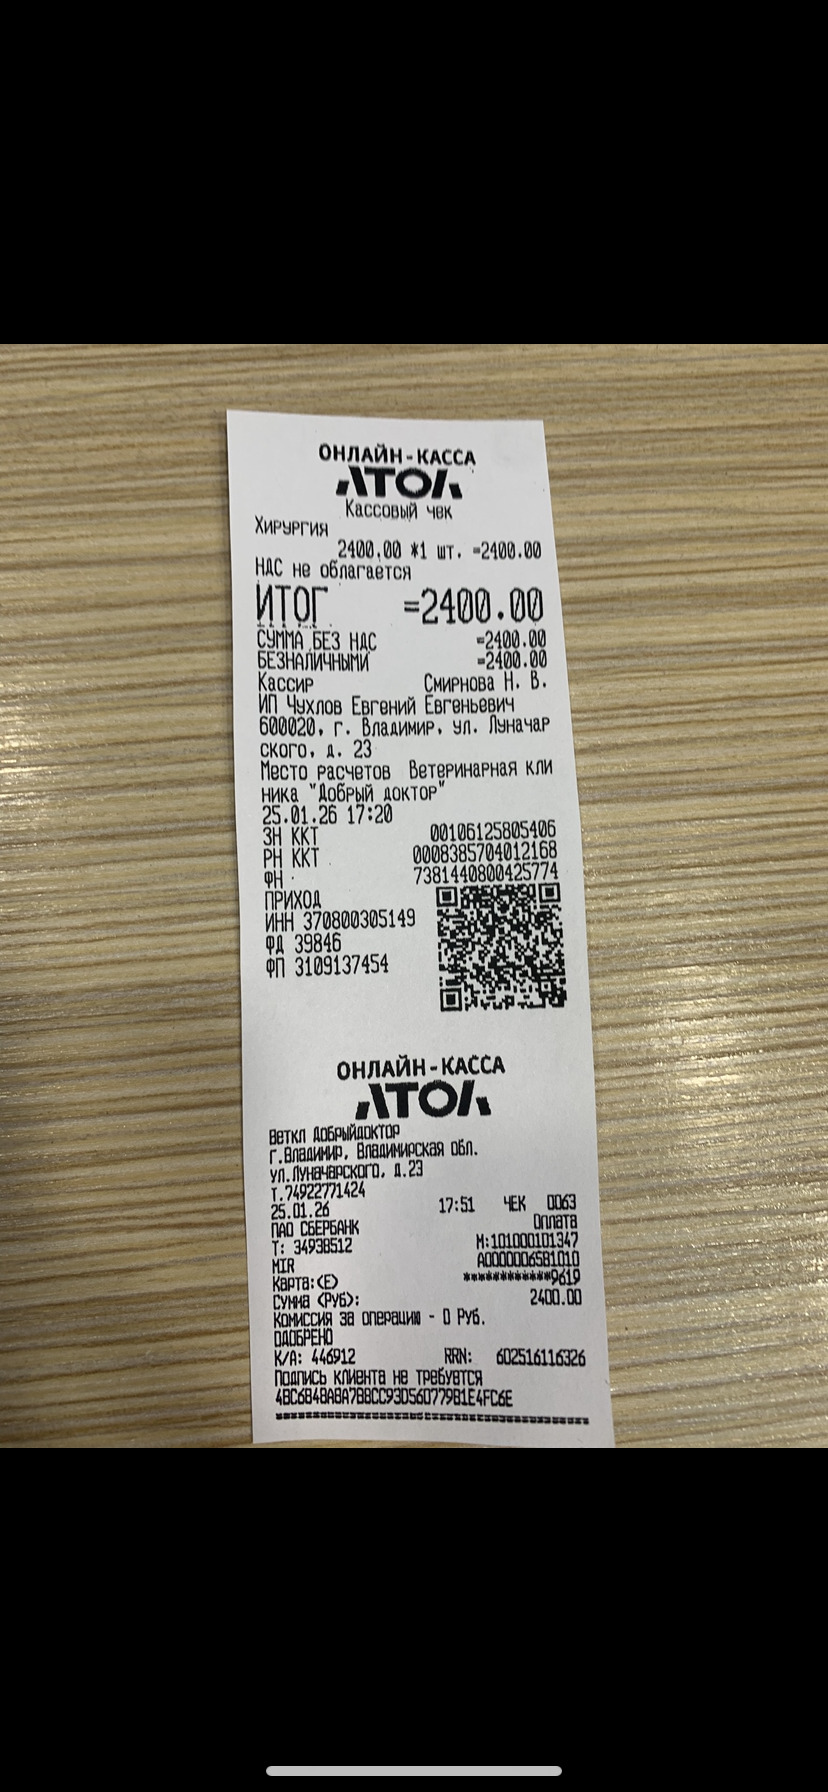 ОНЛАЙН-КАССА
АТОЛ
Кассовый чек
Хирургия
2400.00 *1 шт. =2400.00
НДС не облагается
ИТОГ =2400.00
СУММА БЕЗ НДС =2400.00
БЕЗНАЛИЧНЫМИ =2400.00
Кассир Смирнова Н. В.
ИП Чухлов Евгений Евгеньевич
600020, г. Владимир, ул. Луначар
ского, д. 23
Место расчетов Ветеринарная кли
ника "Добрый доктор"
25.01.26 17:20
ЗН ККТ 00106125805406
РН ККТ 0008385704012168
ФН 7381440800425774
ПРИХОД
ИНН 370800305149
ФД 39846
ФП 3109137454
ОНЛАЙН-КАССА
АТОЛ
Веткл ДОБРЫЙДОКТОР
г.Владимир, Владимирская обл.
ул.Луначарского, д.23
т.74922771424
25.01.26 17:51 ЧЕК 0063
ПАО СБЕРБАНК Оплата
Т: 34938512 М:101000101347
MIR A0000006581010
Карта:(E) ************9619
Сумма (Руб): 2400.00
Комиссия за операцию - 0 Руб.
ОДОБРЕНО
К/А: 446912 RRN: 602516116326
Подпись клиента не требуется
4BC6848A8A7B8CC93D56D779B1E4FC6E